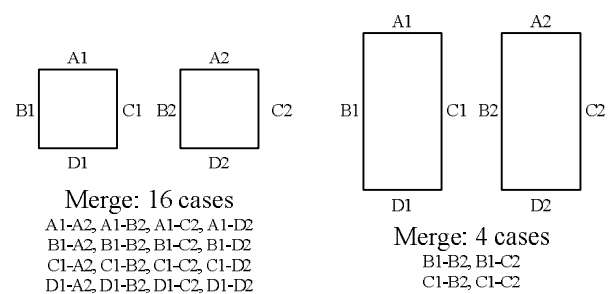 A1
A2
B1
C1
B2
C2
D1
D2
Merge: 16 cases
A1-A2, A1-B2, A1-C2, A1-D2
B1-A2, B1-B2, B1-C2, B1-D2
C1-A2, C1-B2, C1-C2, C1-D2
D1-A2, D1-B2, D1-C2, D1-D2
A1
A2
B1
C1
B2
C2
D1
D2
Merge: 4 cases
B1-B2, B1-C2
C1-B2, C1-C2